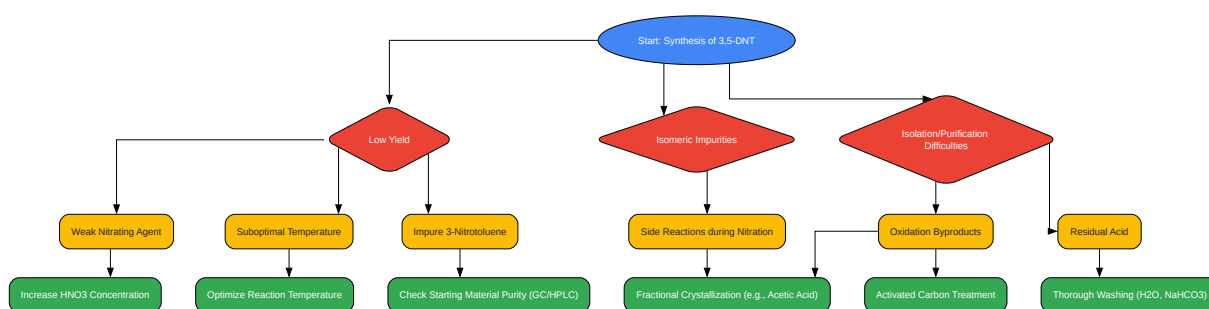 Start: Synthesis of 3,5-DNT
Low Yield
Isomeric Impurities
Isolation/Purification
Difficulties
Weak Nitrating Agent
Suboptimal Temperature
Impure 3-Nitrotoluene
Side Reactions during Nitration
Oxidation Byproducts
Residual Acid
Increase HNO3 Concentration
Optimize Reaction Temperature
Check Starting Material Purity (GC/HPLC)
Fractional Crystallization (e.g., Acetic Acid)
Activated Carbon Treatment
Thorough Washing (H2O, NaHCO3)